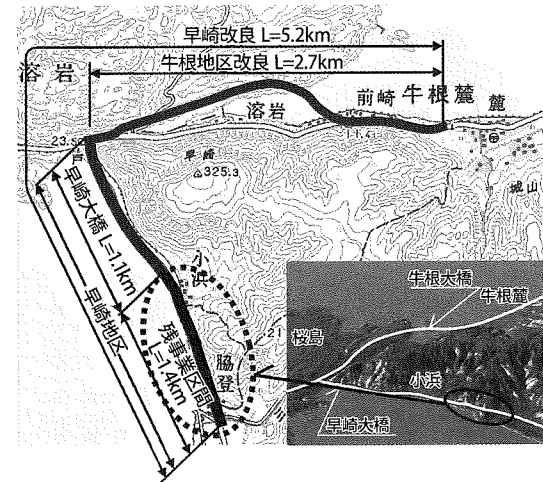 早崎改良 L=5.2km
牛根地区改良 L=2.7km
溶岩
溶岩
前崎
牛根麓
麓
23.5
11.4
早崎
△325.3
城山
早崎大橋 L=1.1km
早崎地区
小浜
残事業区間
L=1.4km
脇登
21
牛根大橋
牛根麓
桜島
小浜
早崎大橋